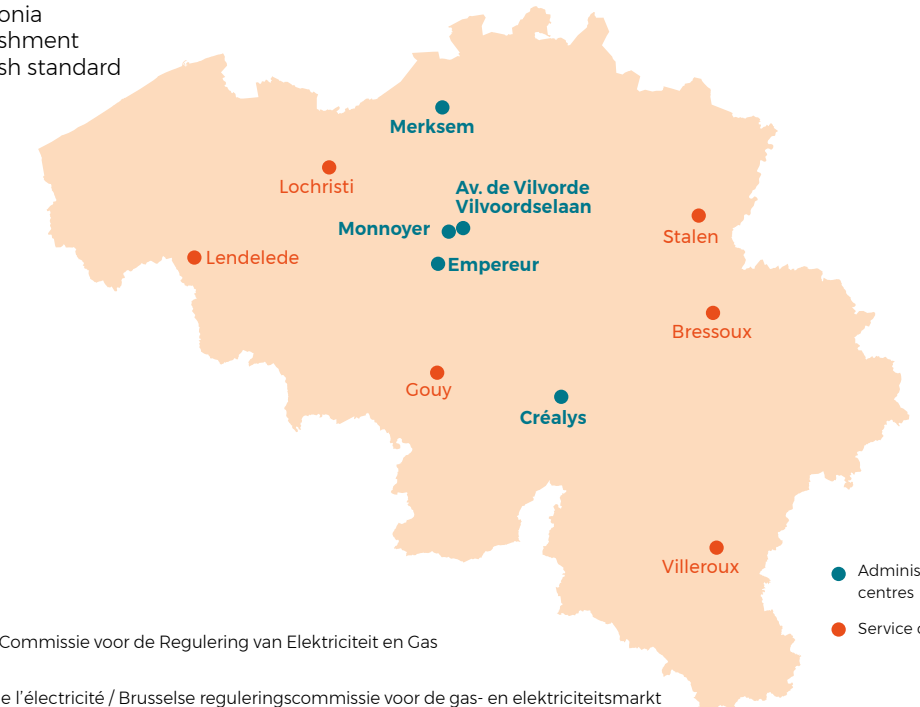 onia
shment
sh standard
Merksem
Lochristi
Av. de Vilvorde
Vilvoordselaan
Monnoyer
Stalen
Lendelede
Empereur
Bressoux
Gouy
Créalys
Villeroux
Adminis
centres
Service c
Commissie voor de Regulering van Elektriciteit en Gas
e l'électricité / Brusselse reguleringscommissie voor de gas- en elektriciteitsmarkt